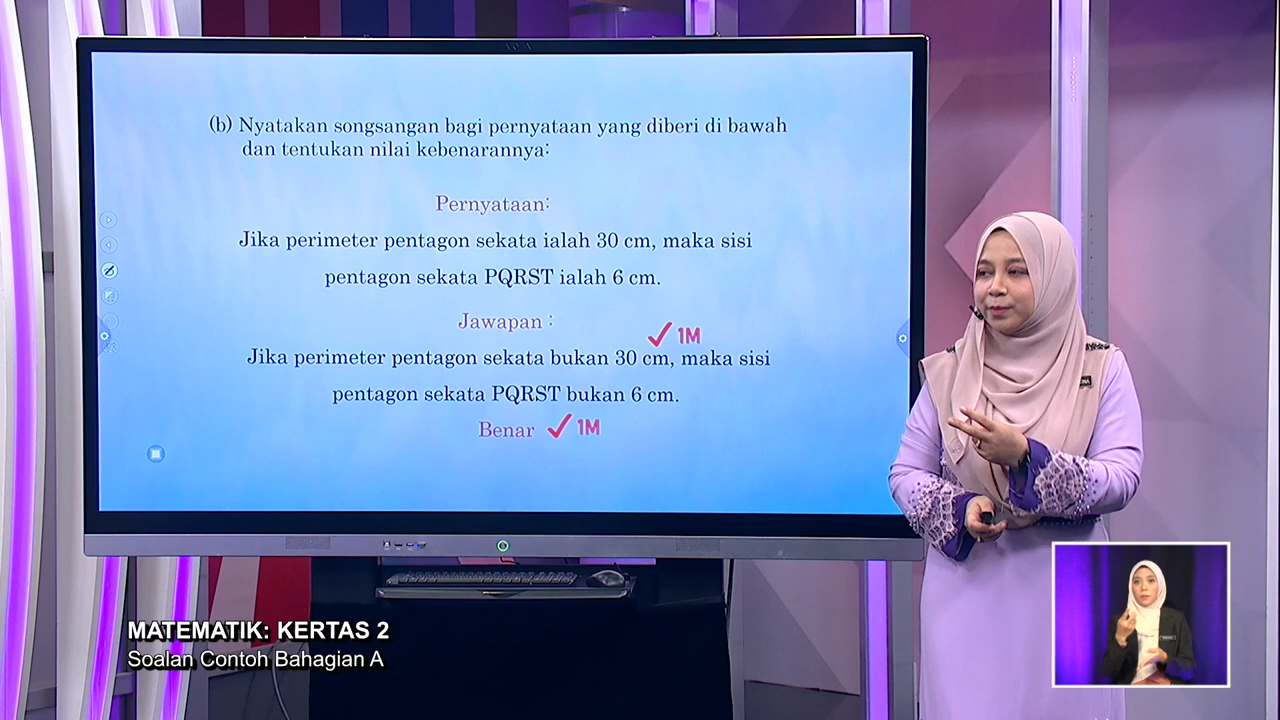 (b) Nyatakan songsangan bagi pernyataan yang diberi di bawah
dan tentukan nilai kebenarannya:
Pernyataan:
Jika perimeter pentagon sekata ialah 30 cm, maka sisi
pentagon sekata PQRST ialah 6 cm.
Jawapan :
✓ 1M
Jika perimeter pentagon sekata bukan 30 cm, maka sisi
pentagon sekata PQRST bukan 6 cm.
Benar ✓ 1M
MATEMATIK: KERTAS 2
Soalan Contoh Bahagian A